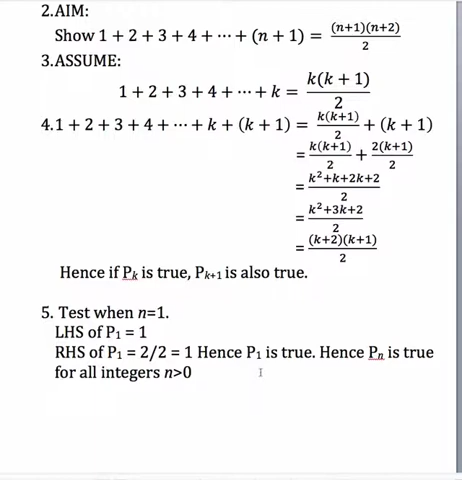 2.AIM:
Show 1 + 2 + 3 + 4 + ⋯ + (n + 1) = (n+1)(n+2)/2
3.ASSUME:
1 + 2 + 3 + 4 + ⋯ + k = k(k + 1)/2
4.1 + 2 + 3 + 4 + ⋯ + k + (k + 1) = k(k+1)/2 + (k + 1)
= k(k+1)/2 + 2(k+1)/2
= k²+k+2k+2/2
= k²+3k+2/2
= (k+2)(k+1)/2
Hence if Pₖ is true, Pₖ₊₁ is also true.
5. Test when n=1.
LHS of P₁ = 1
RHS of P₁ = 2/2 = 1 Hence P₁ is true. Hence Pₙ is true
for all integers n>0